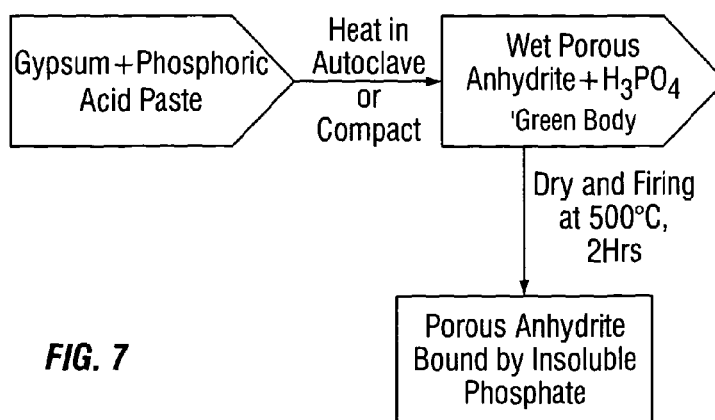 Gypsum+Phosphoric
Acid Paste
Heat in
Autoclave
or
Compact
Wet Porous
Anhydrite+H₃PO₄
'Green Body
Dry and Firing
at 500°C,
2Hrs
Porous Anhydrite
Bound by Insoluble
Phosphate
FIG. 7